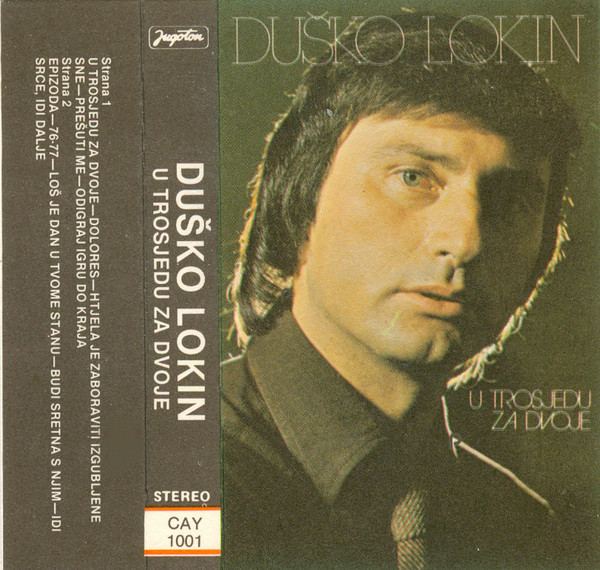 Strana 1
U TROSJEDU ZA DVOJE—DOLORES—HTJELA JE ZABORAVITI IZGUBLJENE
SNE—PREŠUTI ME—ODIGRAJ IGRU DO KRAJA
Strana 2
EPIZODA—76-77—LOŠ JE DAN U TVOME STANU—BUDI SRETNA S NJIM—IDI
SRCE, IDI DALJE
Jugoton
DUŠKO LOKIN
U TROSJEDU ZA DVOJE
STEREO
CAY
1001
DUŠKO LOKIN
U TROSJEDU
ZA DVOJE